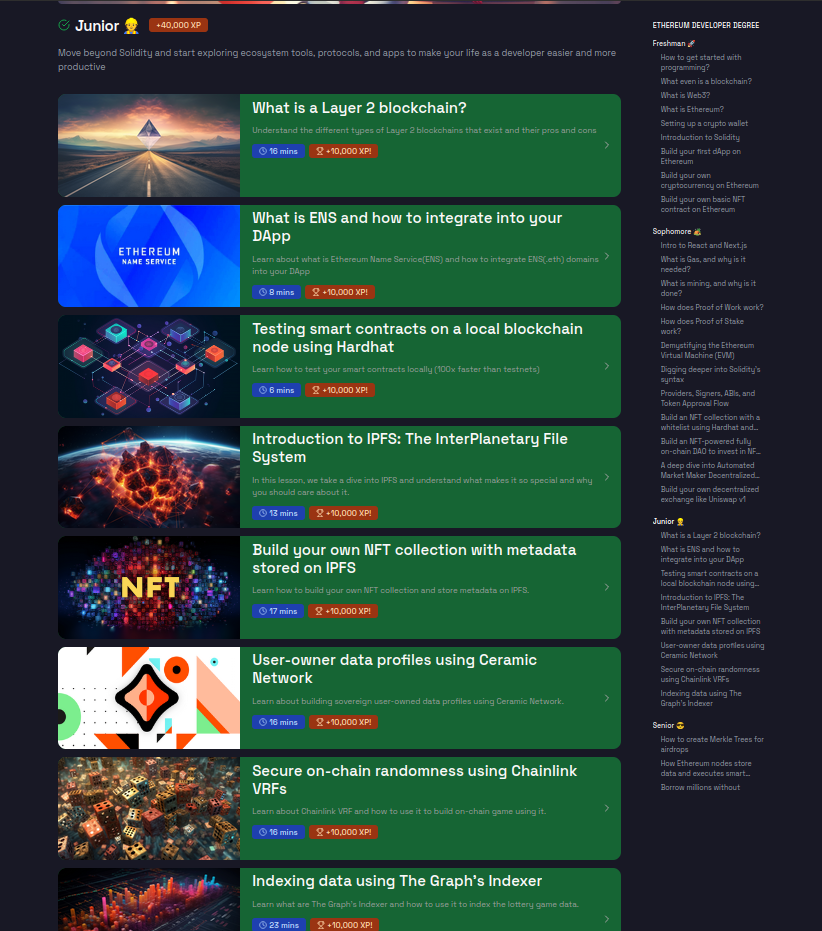 Junior 👷
+40,000 XP
Move beyond Solidity and start exploring ecosystem tools, protocols, and apps to make your life as a developer easier and more
productive
What is a Layer 2 blockchain?
Understand the different types of Layer 2 blockchains that exist and their pros and cons
16 mins
+10,000 XP!
ETHEREUM
NAME SERVICE
What is ENS and how to integrate into your
DApp
Learn about what is Ethereum Name Service(ENS) and how to integrate ENS(.eth) domains
into your DApp
8 mins
+10,000 XP!
Testing smart contracts on a local blockchain
node using Hardhat
Learn how to test your smart contracts locally (100x faster than testnets)
6 mins
+10,000 XP!
Introduction to IPFS: The InterPlanetary File
System
In this lesson, we take a dive into IPFS and understand what makes it so special and why
you should care about it.
13 mins
+10,000 XP!
NFT
Build your own NFT collection with metadata
stored on IPFS
Learn how to build your own NFT collection and store metadata on IPFS.
17 mins
+10,000 XP!
User-owner data profiles using Ceramic
Network
Learn about building sovereign user-owned data profiles using Ceramic Network.
16 mins
+10,000 XP!
Secure on-chain randomness using Chainlink
VRFs
Learn about Chainlink VRF and how to use it to build on-chain game using it.
16 mins
+10,000 XP!
Indexing data using The Graph's Indexer
Learn what are The Graph's Indexer and how to use it to index the lottery game data.
23 mins
+10,000 XP!
ETHEREUM DEVELOPER DEGREE
Freshman 🚀
How to get started with
programming?
What even is a blockchain?
What is Web3?
What is Ethereum?
Setting up a crypto wallet
Introduction to Solidity
Build your first dApp on
Ethereum
Build your own
cryptocurrency on Ethereum
Build your own basic NFT
contract on Ethereum
Sophomore 🏕
Intro to React and Next.js
What is Gas, and why is it
needed?
What is mining, and why is it
done?
How does Proof of Work work?
How does Proof of Stake
work?
Demystifying the Ethereum
Virtual Machine (EVM)
Digging deeper into Solidity's
syntax
Providers, Signers, ABIs, and
Token Approval Flow
Build an NFT collection with a
whitelist using Hardhat and...
Build an NFT-powered fully
on-chain DAO to invest in NF...
A deep dive into Automated
Market Maker Decentralized...
Build your own decentralized
exchange like Uniswap v1
Junior 👷
What is a Layer 2 blockchain?
What is ENS and how to
integrate into your DApp
Testing smart contracts on a
local blockchain node using...
Introduction to IPFS: The
InterPlanetary File System
Build your own NFT collection
with metadata stored on IPFS
User-owner data profiles using
Ceramic Network
Secure on-chain randomness
using Chainlink VRFs
Indexing data using The
Graph's Indexer
Senior 😎
How to create Merkle Trees for
airdrops
How Ethereum nodes store
data and executes smart...
Borrow millions without